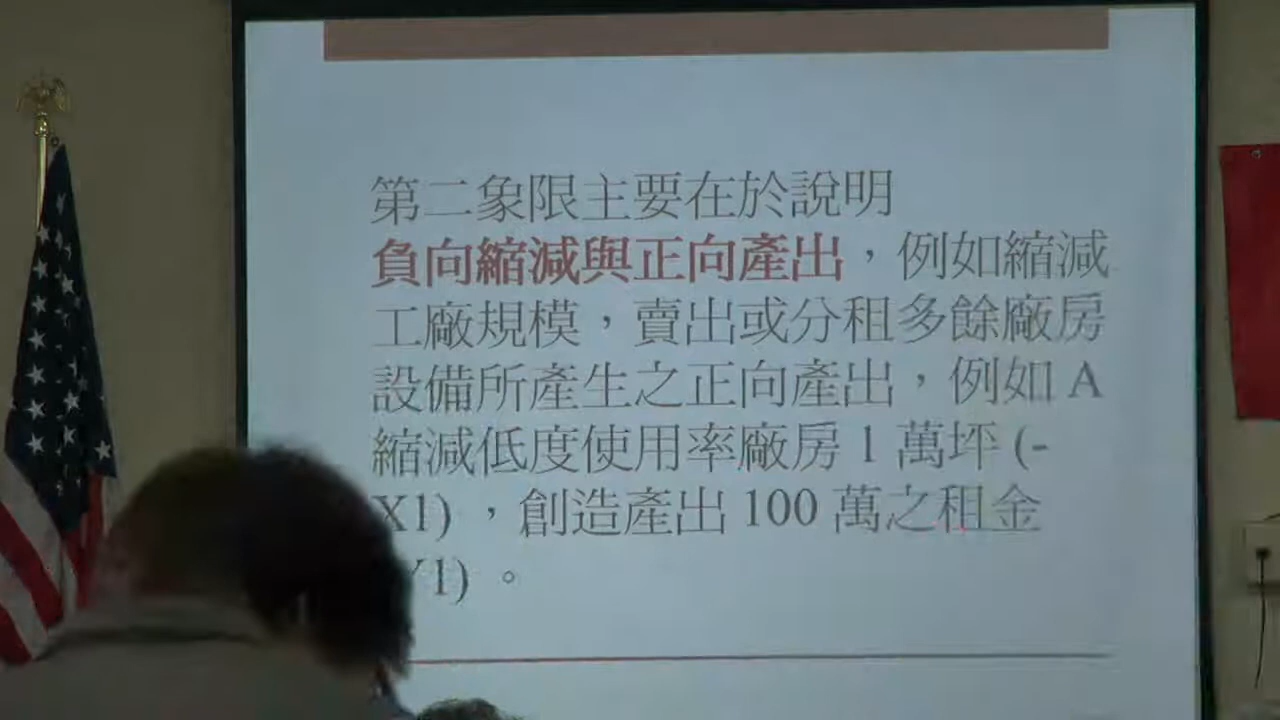 第二象限主要在於說明
負向縮減與正向產出，例如縮減
工廠規模，賣出或分租多餘廠房
設備所產生之正向產出，例如 A
縮減低度使用率廠房 1 萬坪 (-
X1) ，創造產出 100 萬之租金
Y1) 。